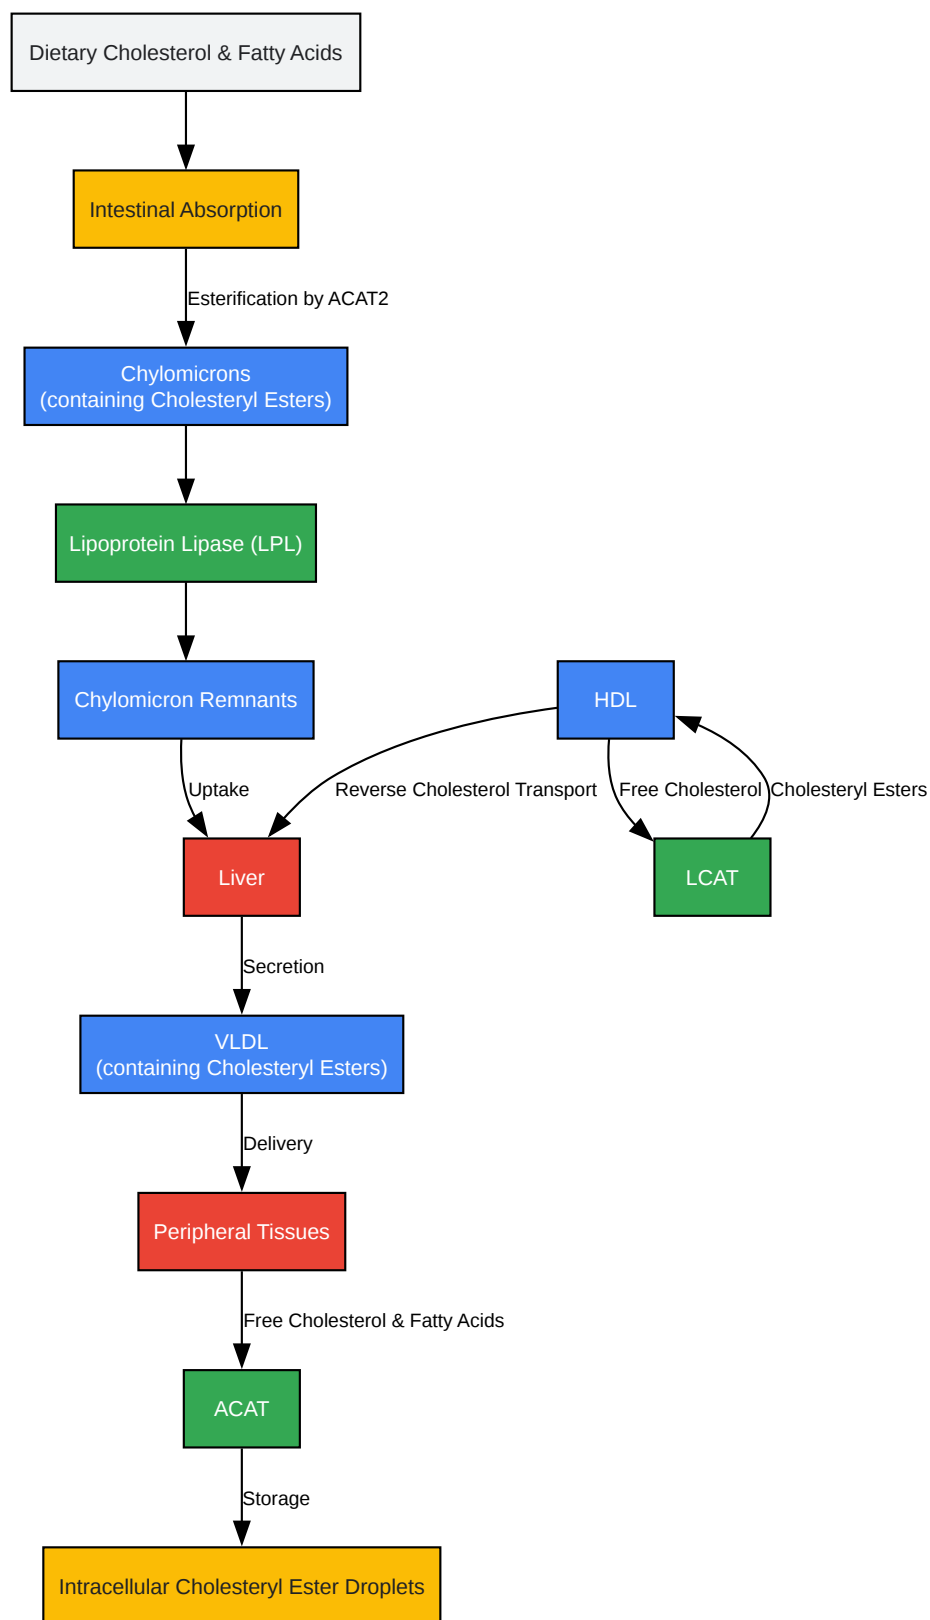 Dietary Cholesterol & Fatty Acids
Intestinal Absorption
Esterification by ACAT2
Chylomicrons
(containing Cholesteryl Esters)
Lipoprotein Lipase (LPL)
Chylomicron Remnants
HDL
Uptake
Reverse Cholesterol Transport
Free Cholesterol
Cholesteryl Esters
Liver
LCAT
Secretion
VLDL
(containing Cholesteryl Esters)
Delivery
Peripheral Tissues
Free Cholesterol & Fatty Acids
ACAT
Storage
Intracellular Cholesteryl Ester Droplets